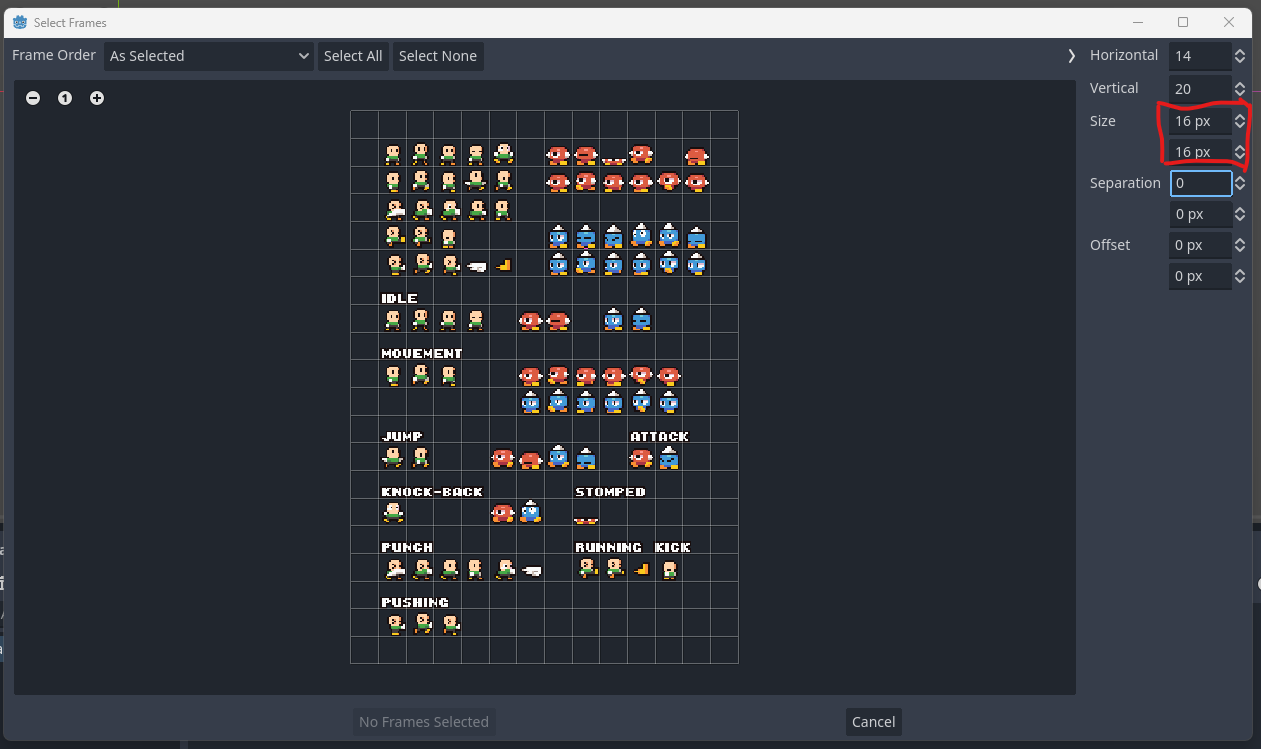 Select Frames
Frame Order As Selected Select All Select None
Horizontal 14
Vertical 20
Size 16 px
16 px
Separation 0
0 px
Offset 0 px
0 px
1
IDLE
MOVEMENT
JUMP ATTACK
KNOCK-BACK STOMPED
PUNCH RUNNING KICK
PUSHING
No Frames Selected Cancel